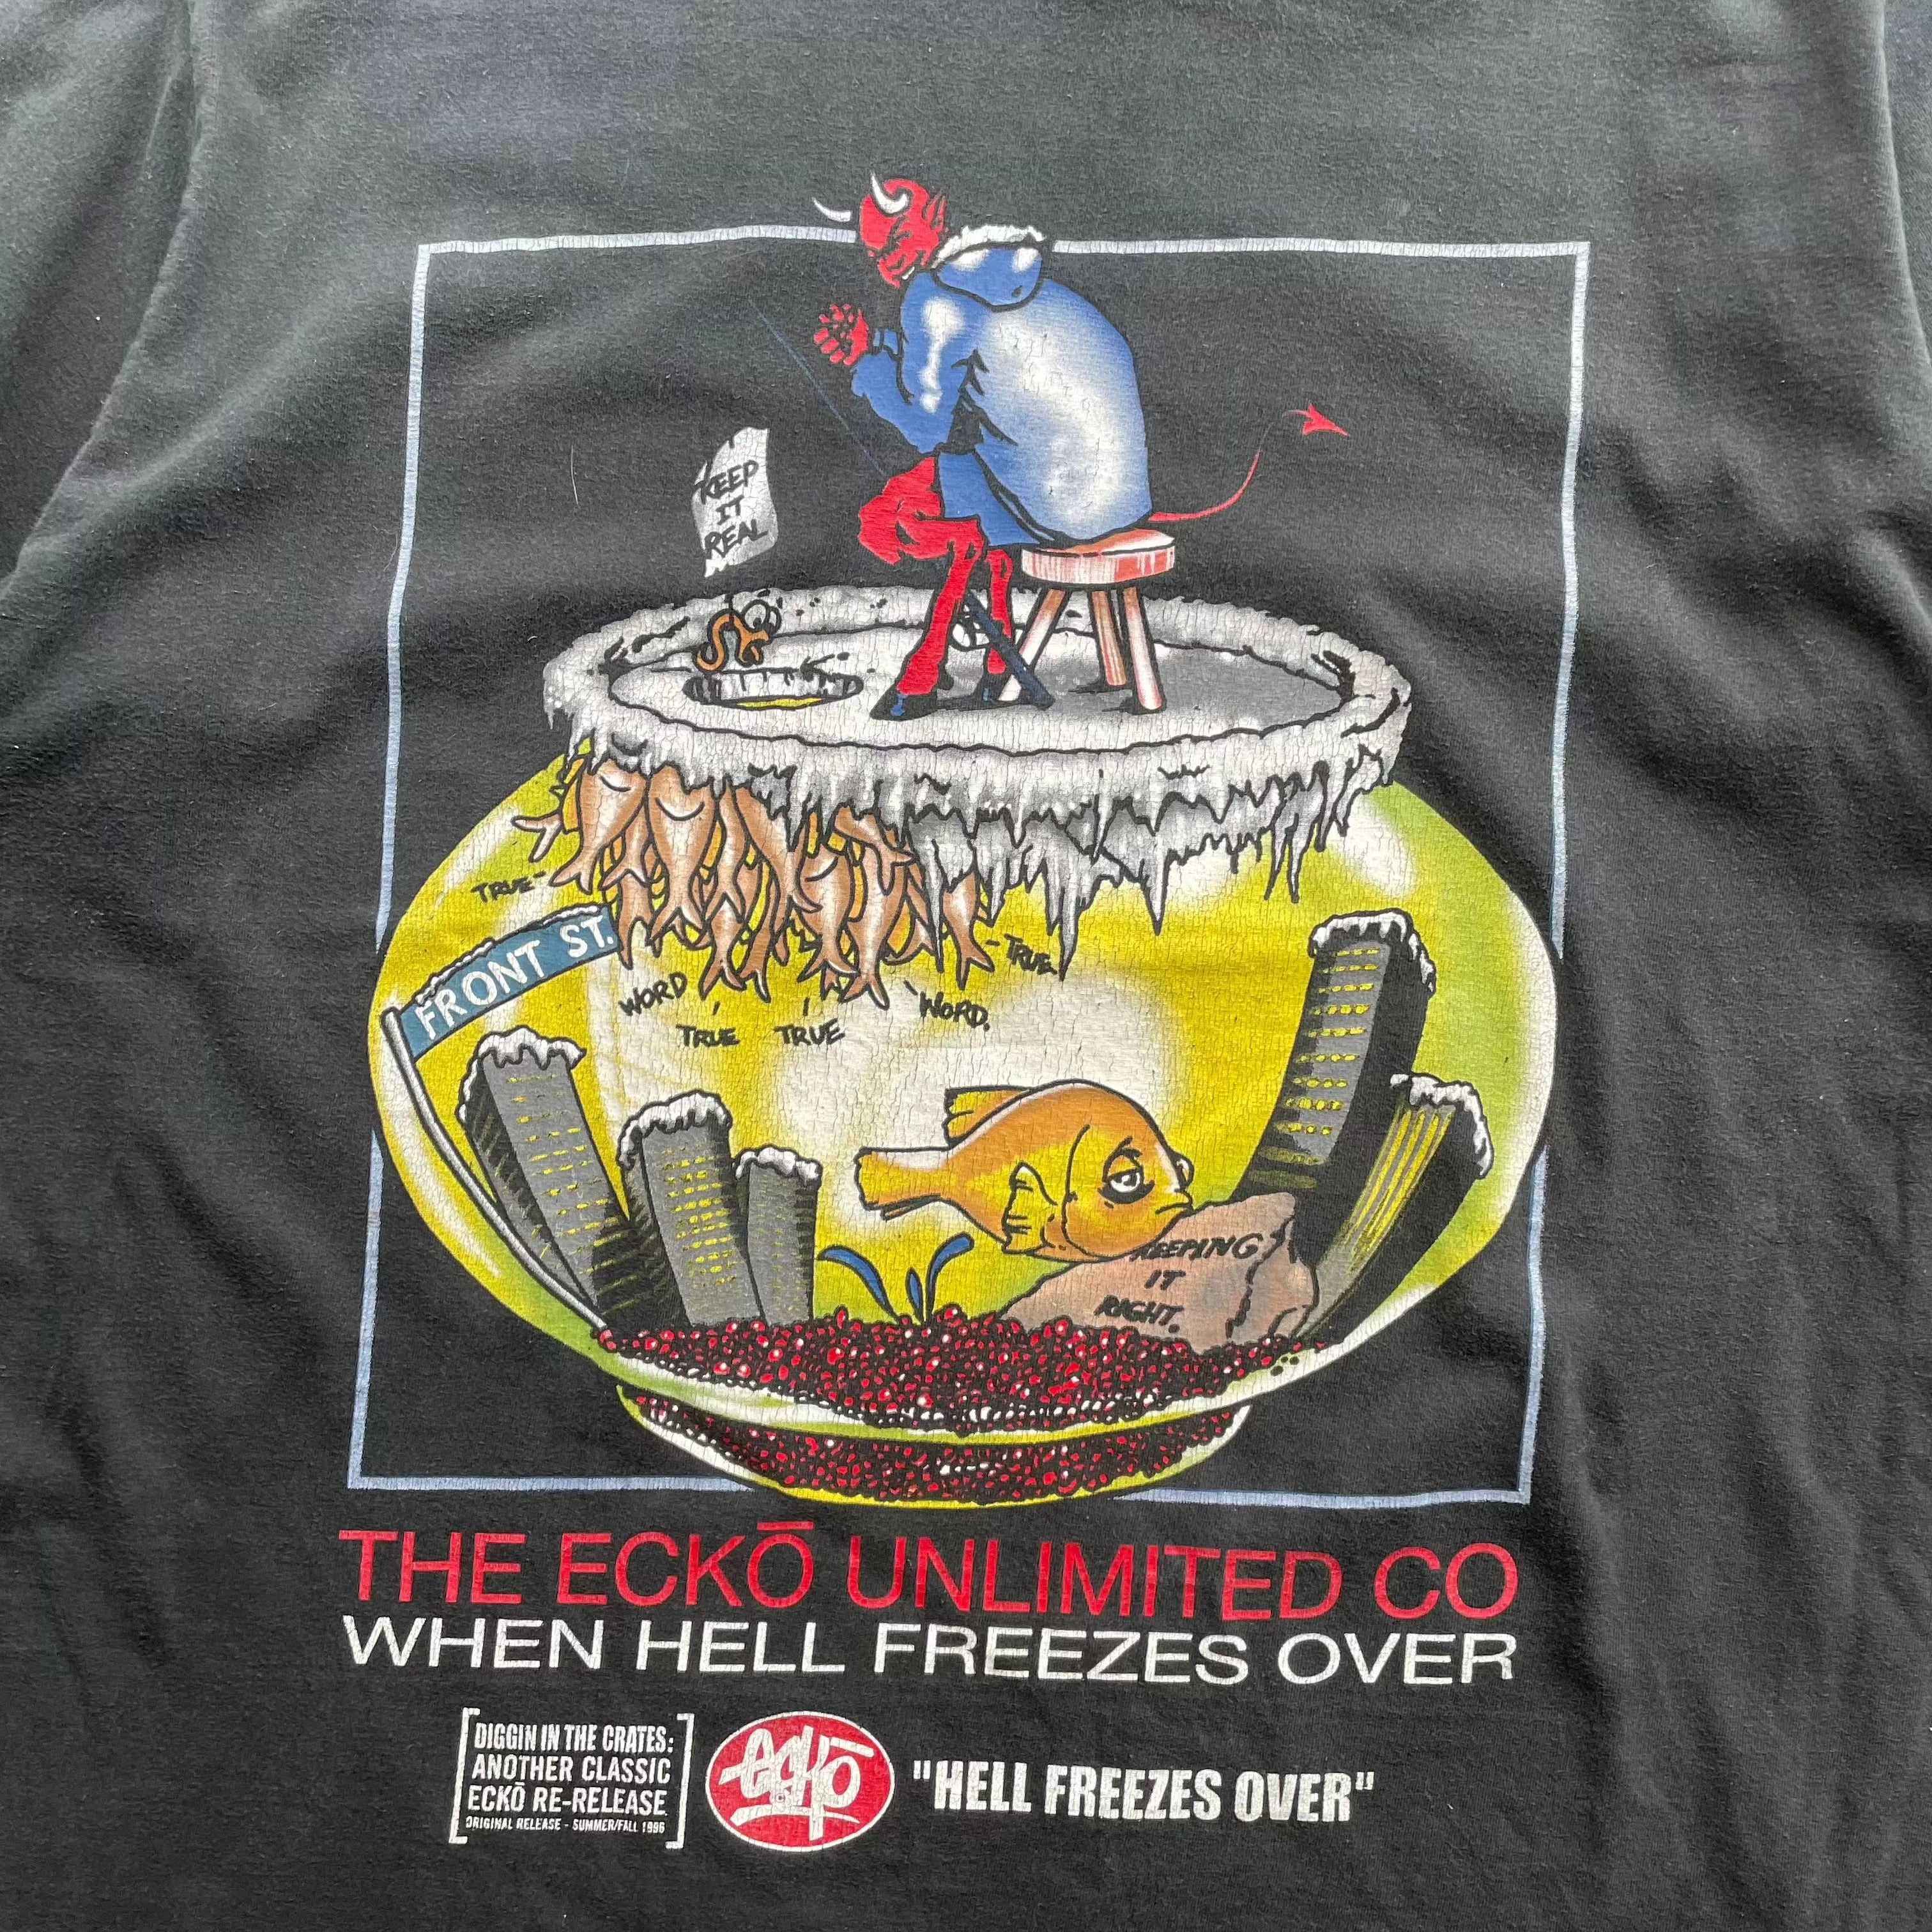 KEEP
IT
REAL
TRUE-
FRONT ST.
-TRUE
WORD
WORD.
TRUE
TRUE
KEEPING
IT
RIGHT.
THE ECKŌ UNLIMITED CO
WHEN HELL FREEZES OVER
[DIGGIN IN THE CRATES:
ANOTHER CLASSIC
ECKŌ RE-RELEASE
ORIGINAL RELEASE - SUMMER/FALL 1996]
eckō
"HELL FREEZES OVER"